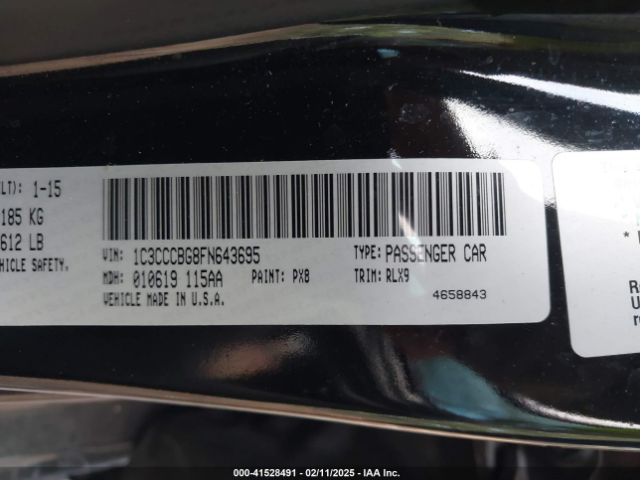 LT): 1-15
185 KG
612 LB
HICLE SAFETY.
VIN: 1C3CCCBG8FN643695 TYPE: PASSENGER CAR
MDH: 010619 115AA PAINT: PX8 TRIM: RLX9
VEHICLE MADE IN U.S.A. 4658843
Re
U
r
000-41528491 - 02/11/2025 - IAA Inc.